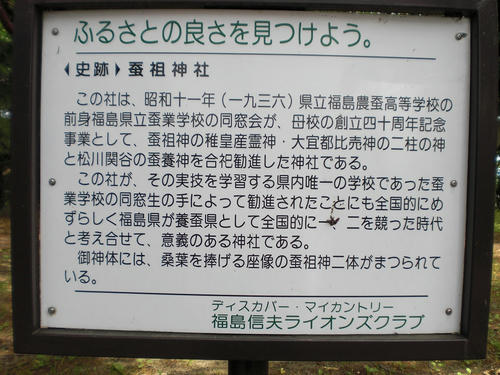 ふるさとの良さを見つけよう。
◀史跡▶蚕祖神社
この社は、昭和十一年（一九三六）県立福島農蚕高等学校の
前身福島県立蚕業学校の同窓会が、母校の創立四十周年記念
事業として、蚕祖神の稚皇産霊神・大宜都比売神の二柱の神
と松川関谷の蚕養神を合祀勧進した神社である。
この社が、その実技を学習する県内唯一の学校であった蚕
業学校の同窓生の手によって勧進されたことにも全国的にめ
ずらしく福島県が養蚕県として全国的に一、二を競った時代
と考え合せて、意義のある神社である。
御神体には、桑葉を捧げる座像の蚕祖神二体がまつられて
いる。
ディスカバー・マイカントリー
福島信夫ライオンズクラブ